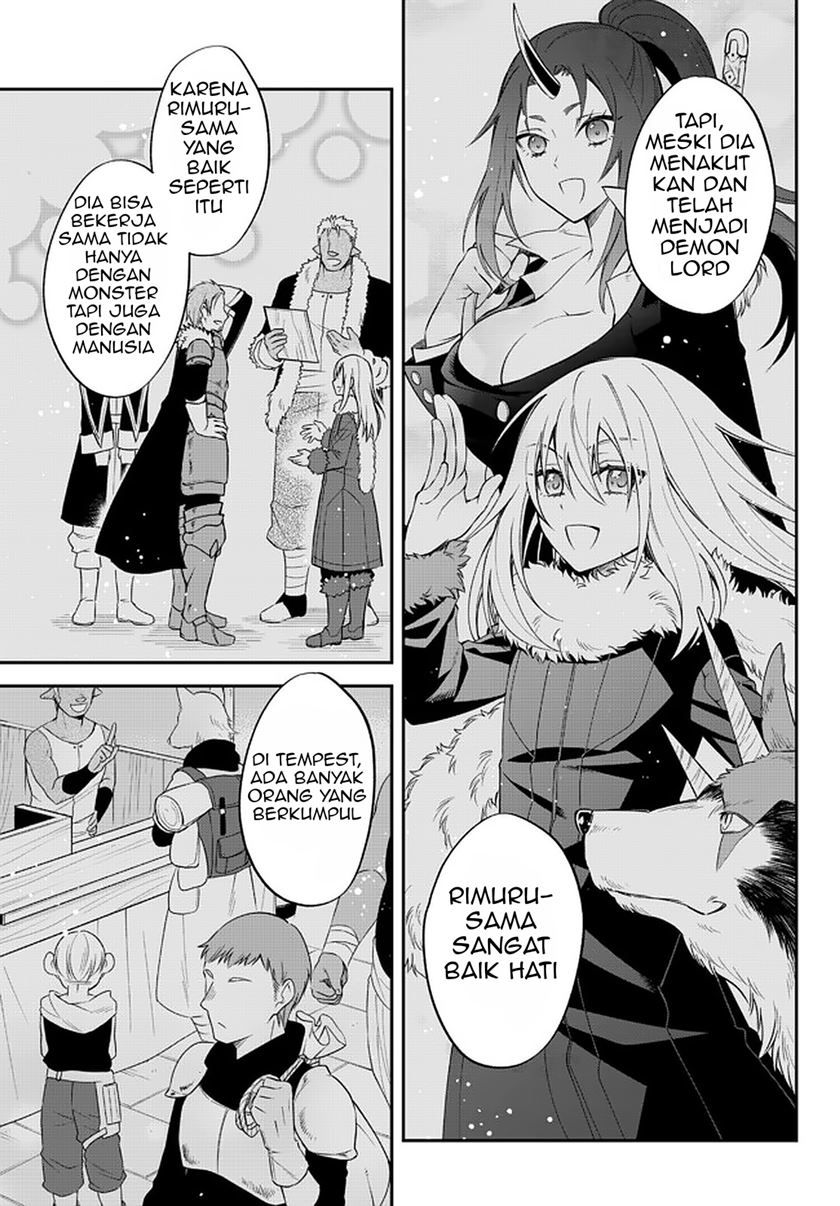 TAPI,
MESKI DIA
MENAKUT
KAN DAN
TELAH
MENJADI
DEMON
LORD
RIMURU-
SAMA
SANGAT
BAIK HATI
KARENA
RIMURU-
SAMA
YANG
BAIK
SEPERTI
ITU
DIA BISA
BEKERJA
SAMA TIDAK
HANYA
DENGAN
MONSTER
TAPI JUGA
DENGAN
MANUSIA
DI TEMPEST,
ADA BANYAK
ORANG YANG
BERKUMPUL